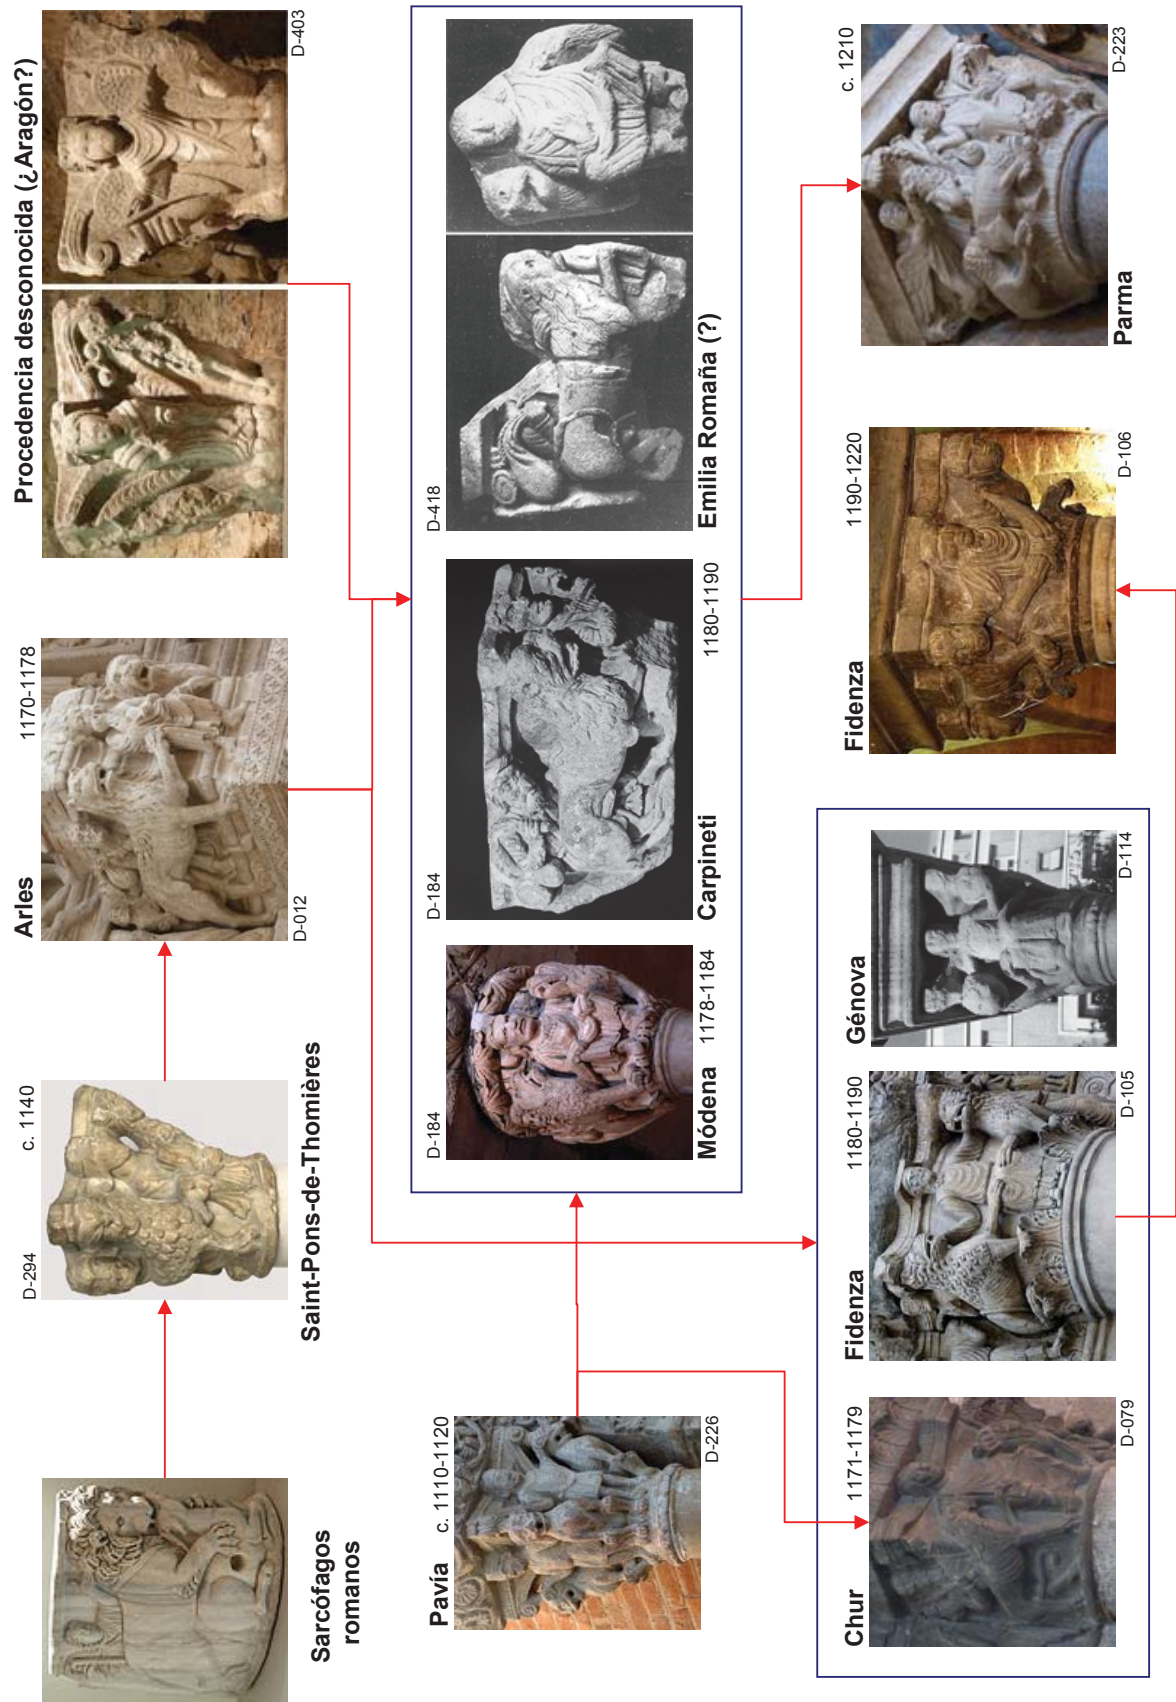 Sarcófagos
romanos
D-294
c. 1140
Saint-Pons-de-Thomières
Arles
1170-1178
D-012
Procedencia desconocida (¿Aragón?)
D-403
Pavía
c. 1110-1120
D-226
D-184
Módena
1178-1184
D-184
Carpineti
1180-1190
D-418
Emilia Romaña (?)
Chur
1171-1179
D-079
Fidenza
1180-1190
D-105
Génova
D-114
Fidenza
1190-1220
D-106
c. 1210
Parma
D-223